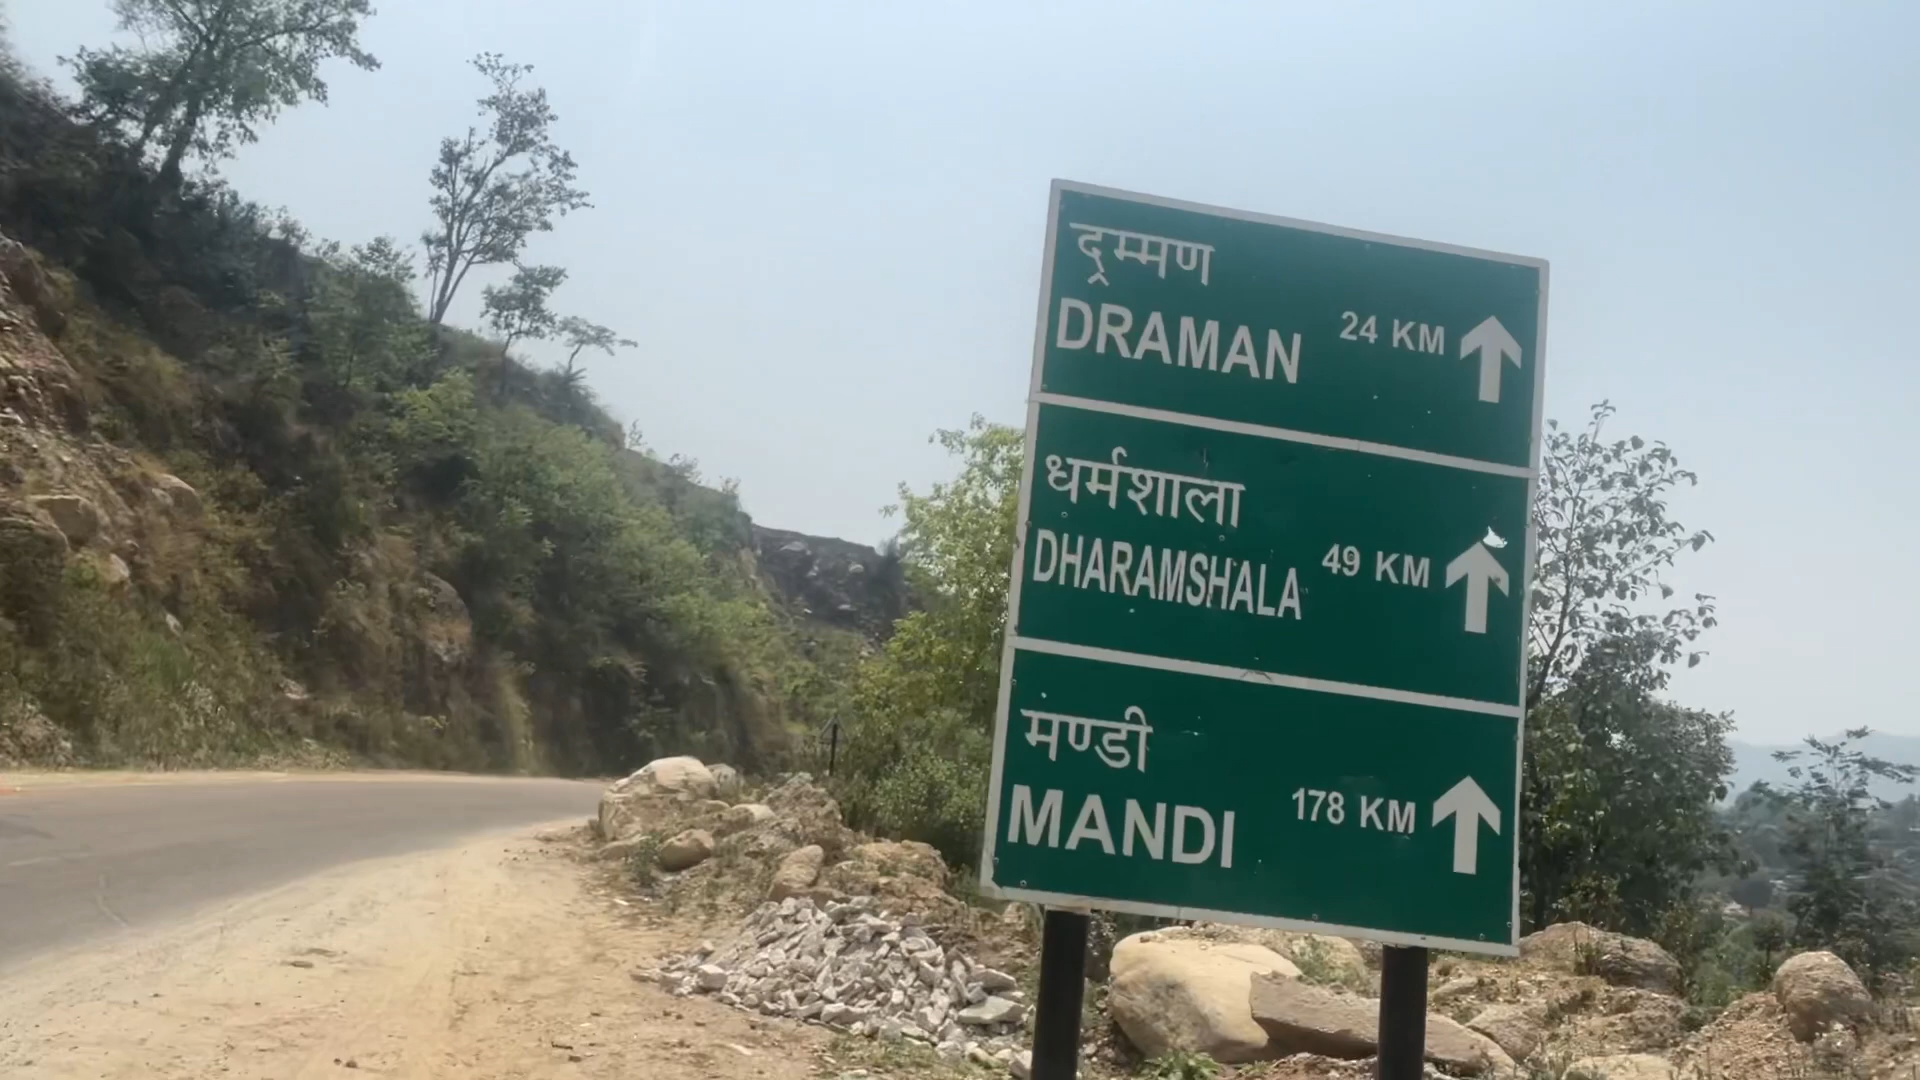 द्रम्मण
DRAMAN 24 KM
धर्मशाला
DHARAMSHALA 49 KM
मण्डी
MANDI 178 KM